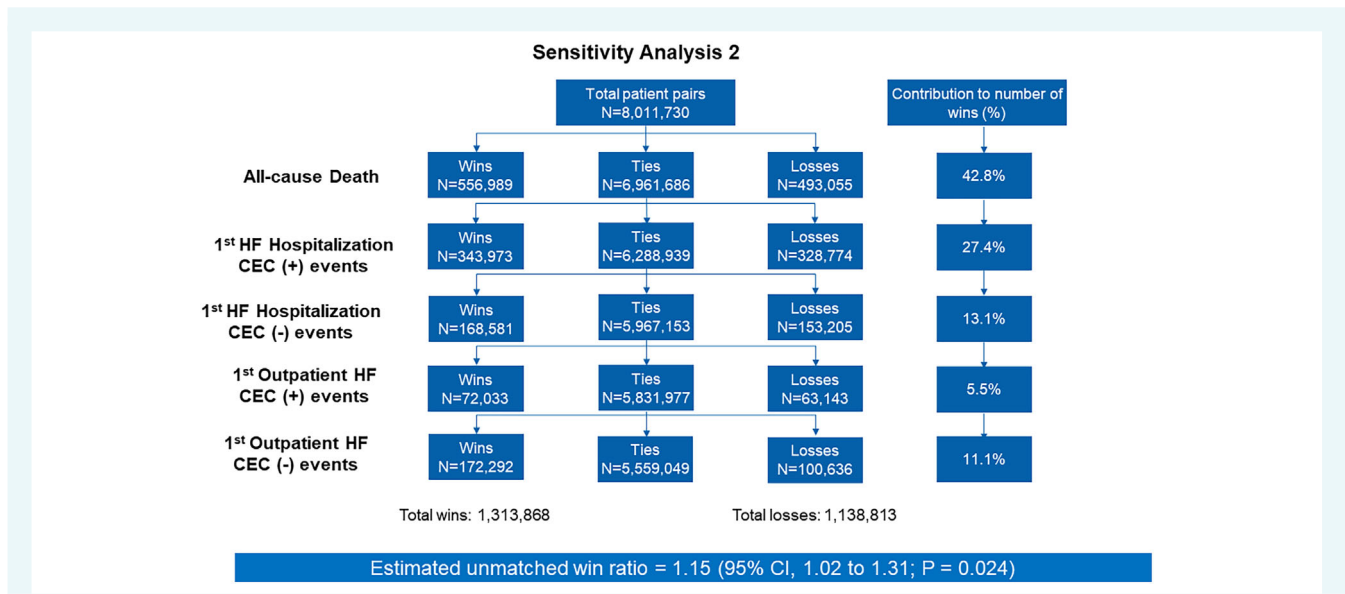 Sensitivity Analysis 2
Total patient pairs
N=8,011,730
Contribution to number of
wins (%)
All-cause Death
Wins
N=556,989
Ties
N=6,961,686
Losses
N=493,055
42.8%
1st HF Hospitalization
CEC (+) events
Wins
N=343,973
Ties
N=6,288,939
Losses
N=328,774
27.4%
1st HF Hospitalization
CEC (-) events
Wins
N=168,581
Ties
N=5,967,153
Losses
N=153,205
13.1%
1st Outpatient HF
CEC (+) events
Wins
N=72,033
Ties
N=5,831,977
Losses
N=63,143
5.5%
1st Outpatient HF
CEC (-) events
Wins
N=172,292
Ties
N=5,559,049
Losses
N=100,636
11.1%
Total wins: 1,313,868
Total losses: 1,138,813
Estimated unmatched win ratio = 1.15 (95% CI, 1.02 to 1.31; P = 0.024)